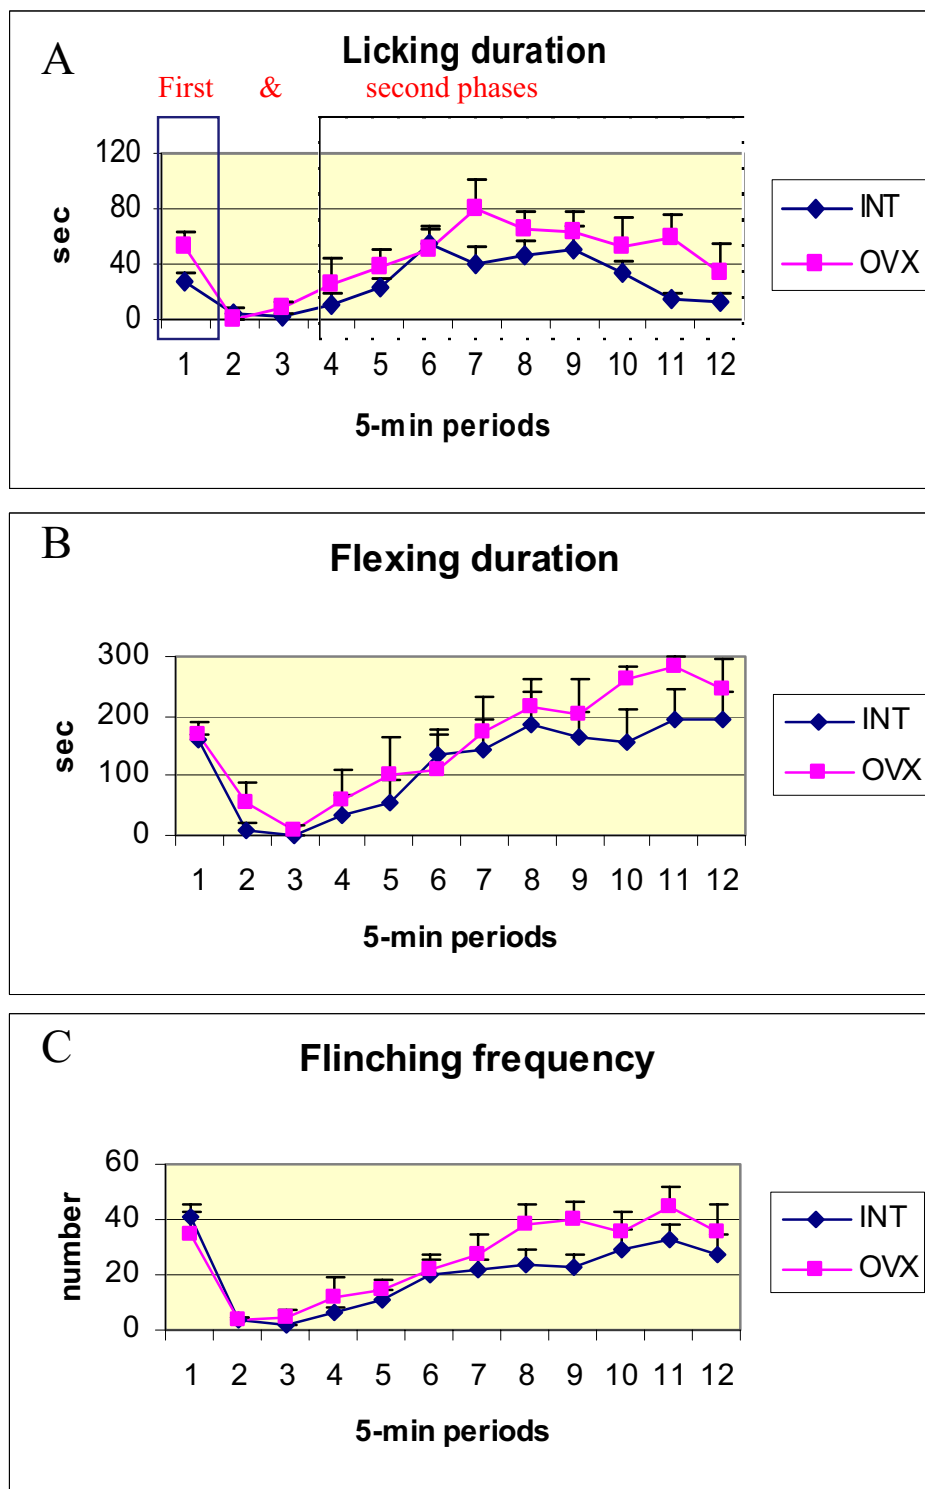 A
Licking duration
First & second phases
120
80
40
0
sec
1 2 3 4 5 6 7 8 9 10 11 12
5-min periods
INT
OVX
B
Flexing duration
300
200
100
0
sec
1 2 3 4 5 6 7 8 9 10 11 12
5-min periods
INT
OVX
C
Flinching frequency
60
40
20
0
number
1 2 3 4 5 6 7 8 9 10 11 12
5-min periods
INT
OVX